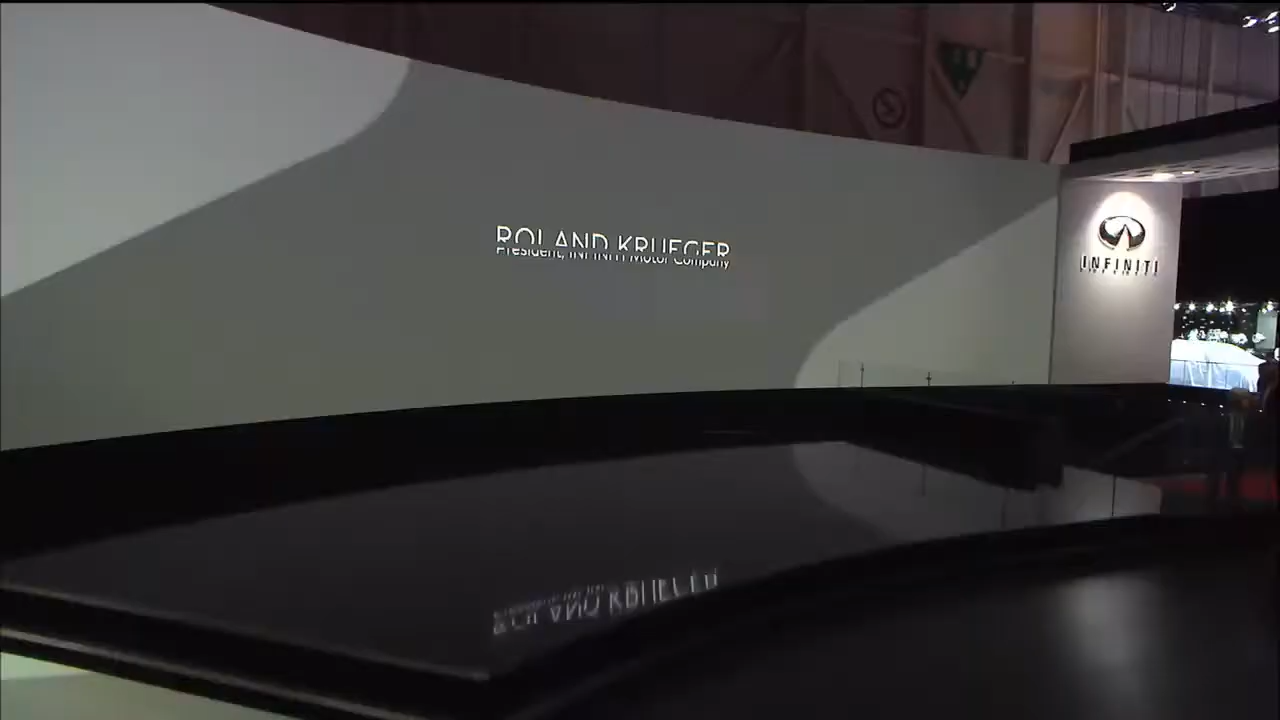 ROLAND KRUEGER
President, INFINITI Motor Company
INFINITI